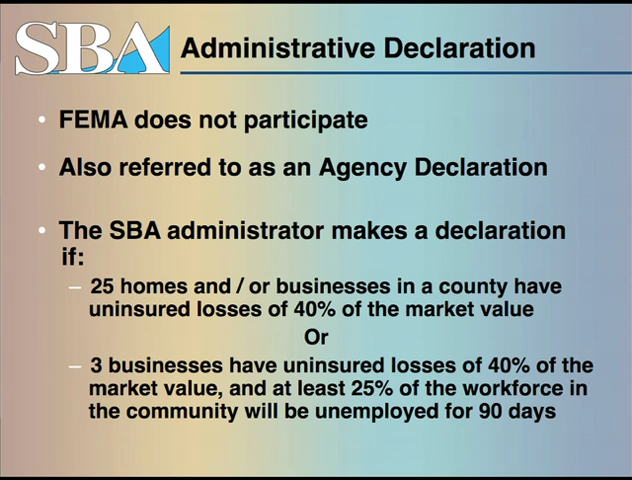 SBA Administrative Declaration
• FEMA does not participate
• Also referred to as an Agency Declaration
• The SBA administrator makes a declaration
if:
– 25 homes and / or businesses in a county have
uninsured losses of 40% of the market value
Or
– 3 businesses have uninsured losses of 40% of the
market value, and at least 25% of the workforce in
the community will be unemployed for 90 days